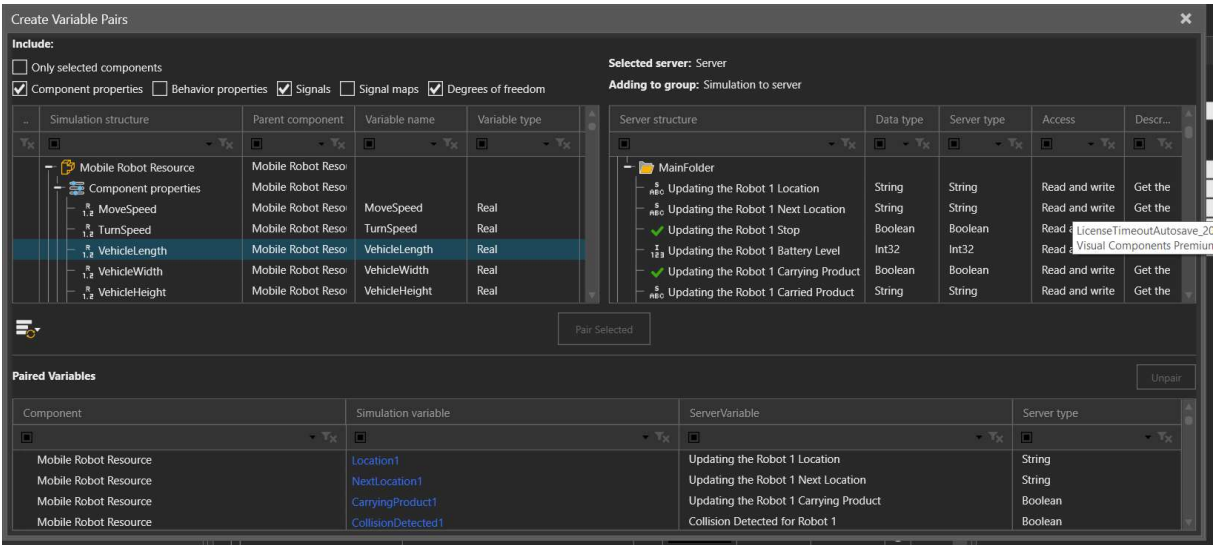 Create Variable Pairs
Include:
Only selected components
Component properties Behavior properties Signals Signal maps Degrees of freedom
Selected server: Server
Adding to group: Simulation to server
.. Simulation structure Parent component Variable name Variable type
Mobile Robot Resource Mobile Robot Reso
Component properties Mobile Robot Reso
MoveSpeed Mobile Robot Reso MoveSpeed Real
TurnSpeed Mobile Robot Reso TurnSpeed Real
VehicleLength Mobile Robot Reso VehicleLength Real
VehicleWidth Mobile Robot Reso VehicleWidth Real
VehicleHeight Mobile Robot Reso VehicleHeight Real
Server structure Data type Server type Access Descr...
MainFolder
Updating the Robot 1 Location String String Read and write Get the
Updating the Robot 1 Next Location String String Read and write Get the
Updating the Robot 1 Stop Boolean Boolean Read a
Updating the Robot 1 Battery Level Int32 Int32 Read a
Updating the Robot 1 Carrying Product Boolean Boolean Read and write Get the
Updating the Robot 1 Carried Product String String Read and write Get the
LicenseTimeoutAutosave_20
Visual Components Premium
Pair Selected
Paired Variables
Unpair
Component Simulation variable ServerVariable Server type
Mobile Robot Resource Location1 Updating the Robot 1 Location String
Mobile Robot Resource NextLocation1 Updating the Robot 1 Next Location String
Mobile Robot Resource CarryingProduct1 Updating the Robot 1 Carrying Product Boolean
Mobile Robot Resource CollisionDetected1 Collision Detected for Robot 1 Boolean